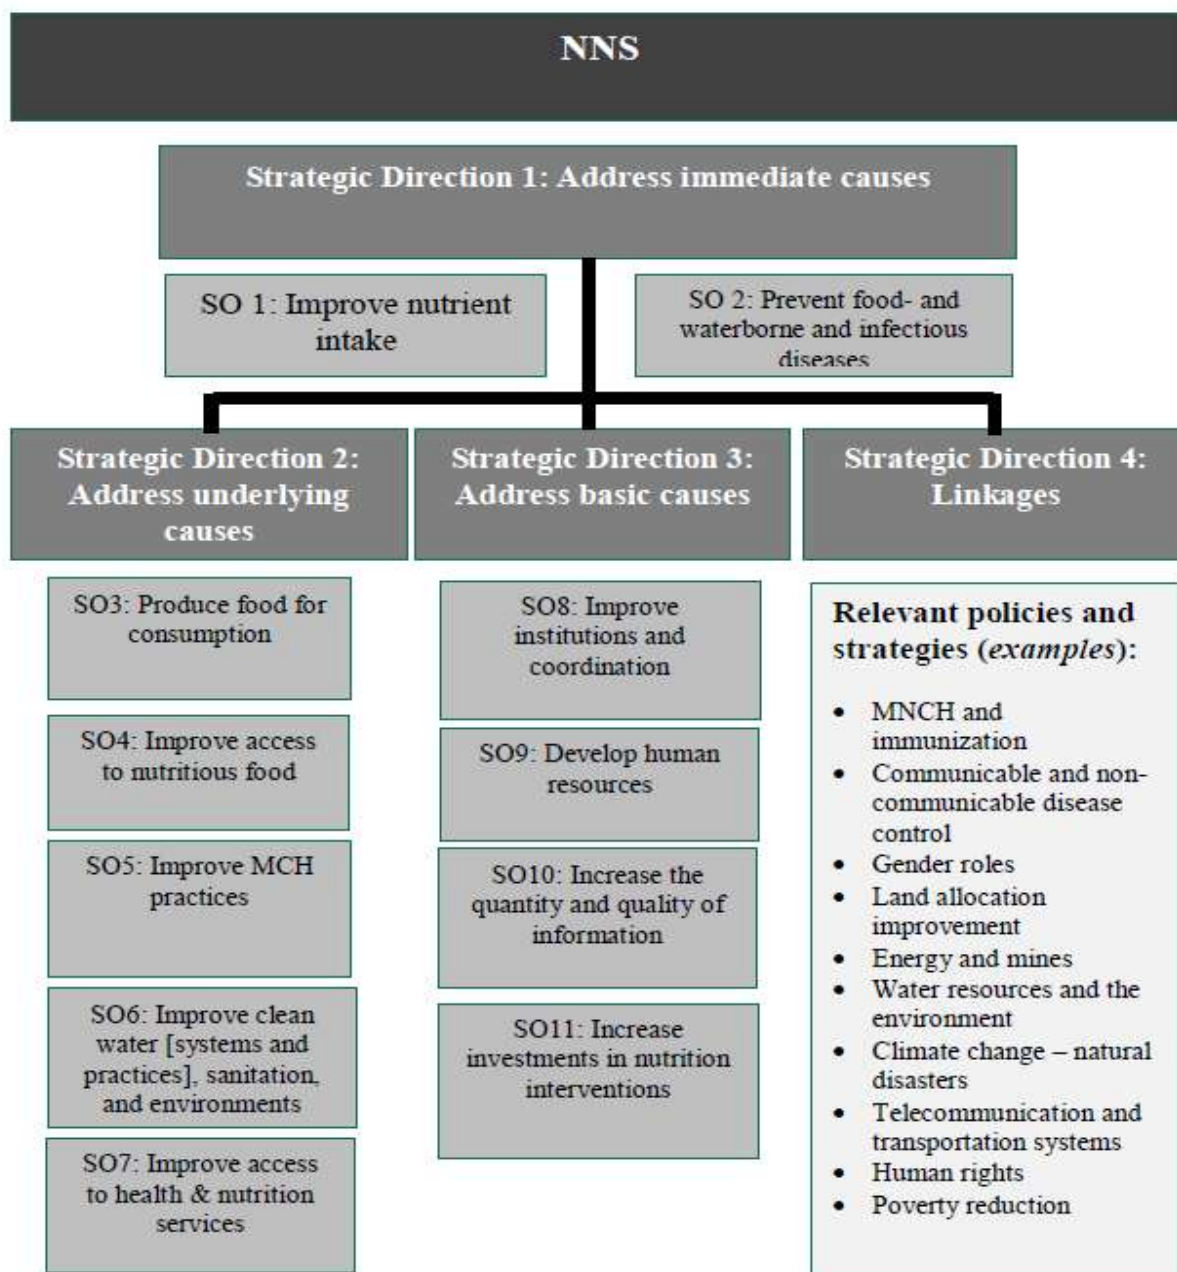 NNS
Strategic Direction 1: Address immediate causes
SO 1: Improve nutrient
intake
SO 2: Prevent food- and
waterborne and infectious
diseases
Strategic Direction 2:
Address underlying
causes
SO3: Produce food for
consumption
SO4: Improve access
to nutritious food
SO5: Improve MCH
practices
SO6: Improve clean
water [systems and
practices], sanitation,
and environments
SO7: Improve access
to health & nutrition
services
Strategic Direction 3:
Address basic causes
SO8: Improve
institutions and
coordination
SO9: Develop human
resources
SO10: Increase the
quantity and quality of
information
SO11: Increase
investments in nutrition
interventions
Strategic Direction 4:
Linkages
Relevant policies and
strategies (examples):
• MNCH and
immunization
• Communicable and non-
communicable disease
control
• Gender roles
• Land allocation
improvement
• Energy and mines
• Water resources and the
environment
• Climate change – natural
disasters
• Telecommunication and
transportation systems
• Human rights
• Poverty reduction